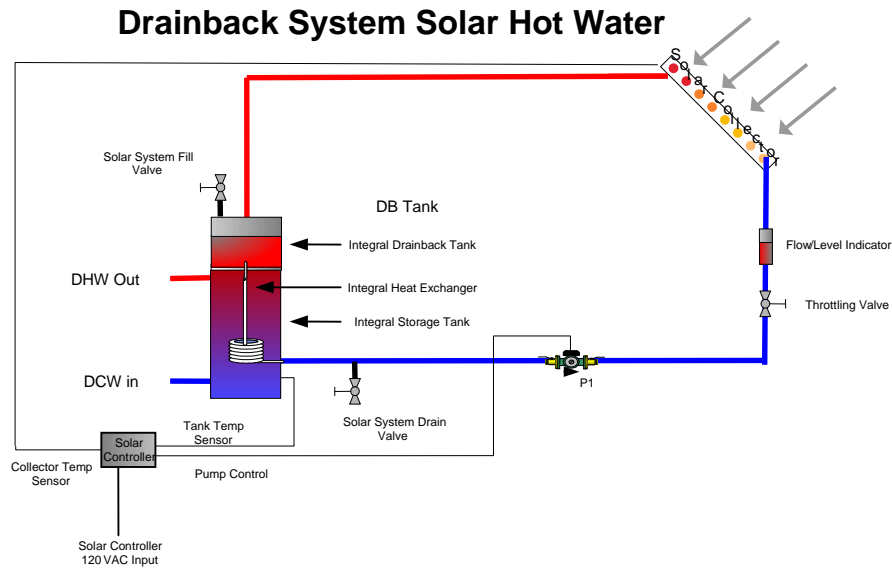 Drainback System Solar Hot Water
Solar Collector
Solar System Fill
Valve
DB Tank
Integral Drainback Tank
Flow/Level Indicator
DHW Out
Integral Heat Exchanger
Throttling Valve
Integral Storage Tank
DCW in
P1
Solar System Drain
Valve
Tank Temp
Sensor
Solar
Controller
Collector Temp
Sensor
Pump Control
Solar Controller
120 VAC Input